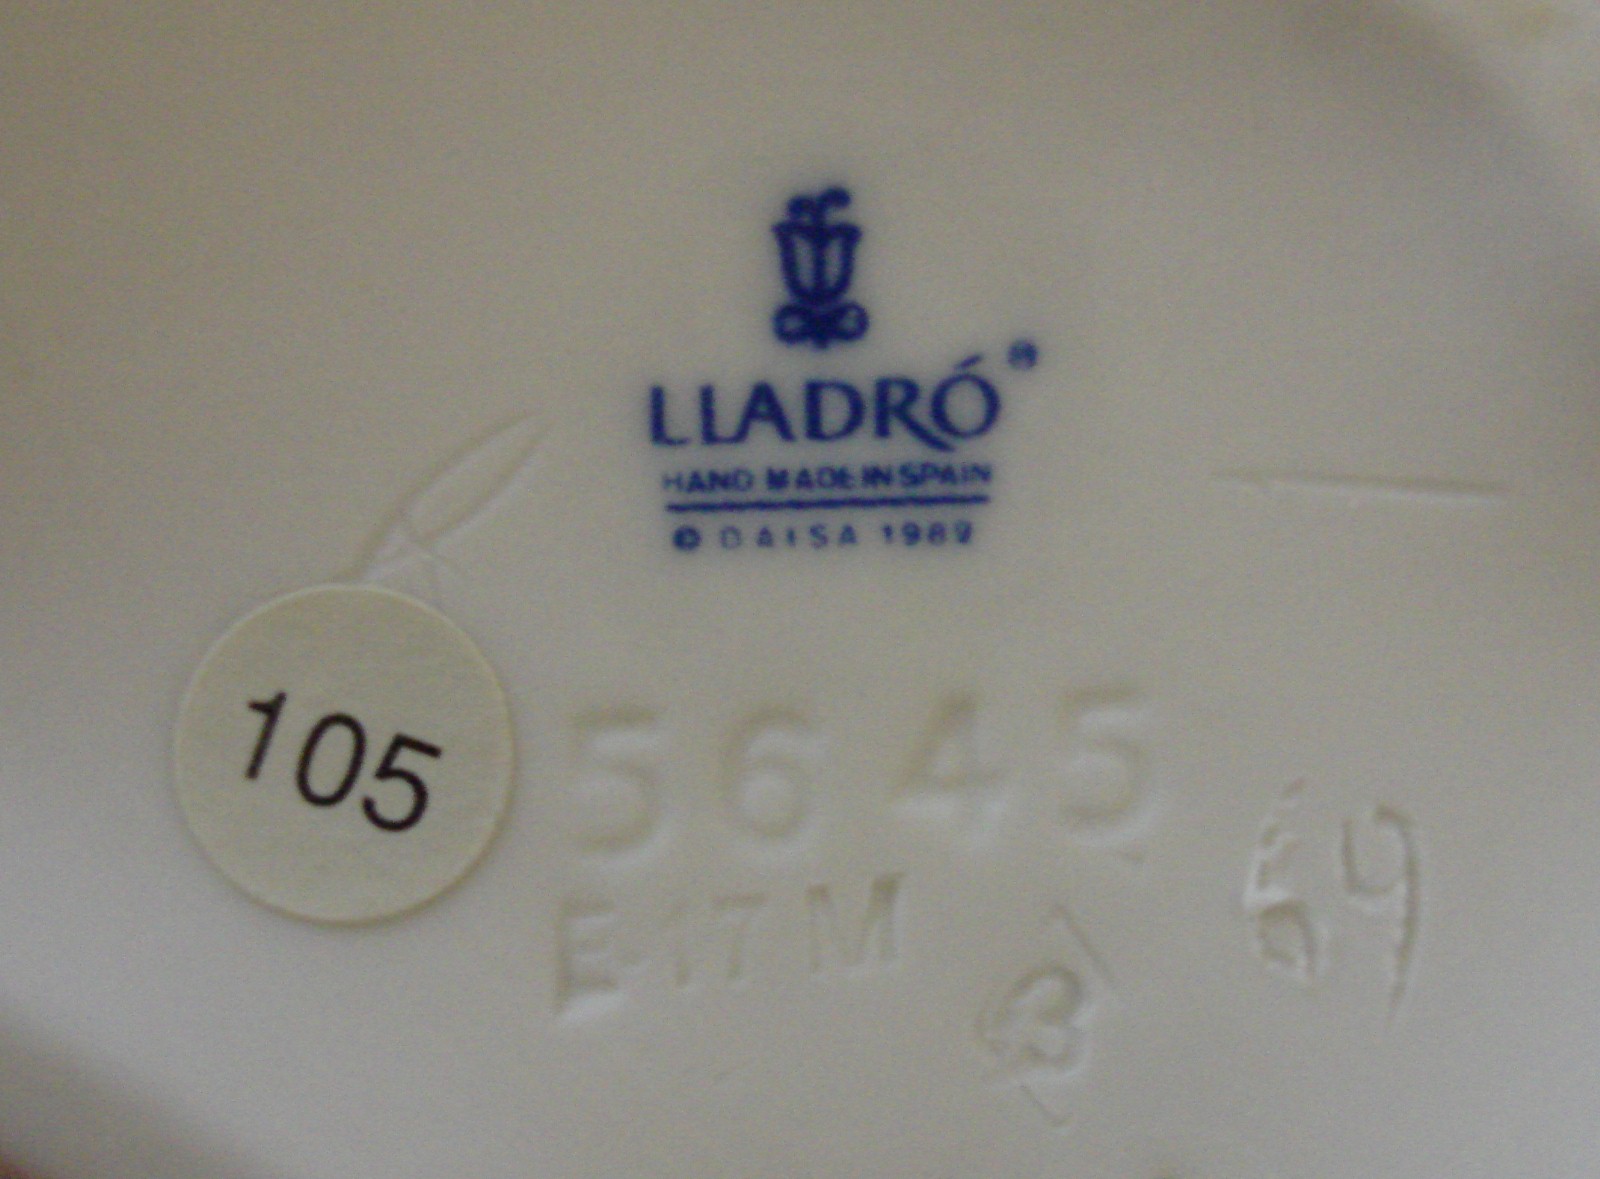 LLADRÓ®
HAND MADE IN SPAIN
© DAISA 1989
105
5645
E-17M